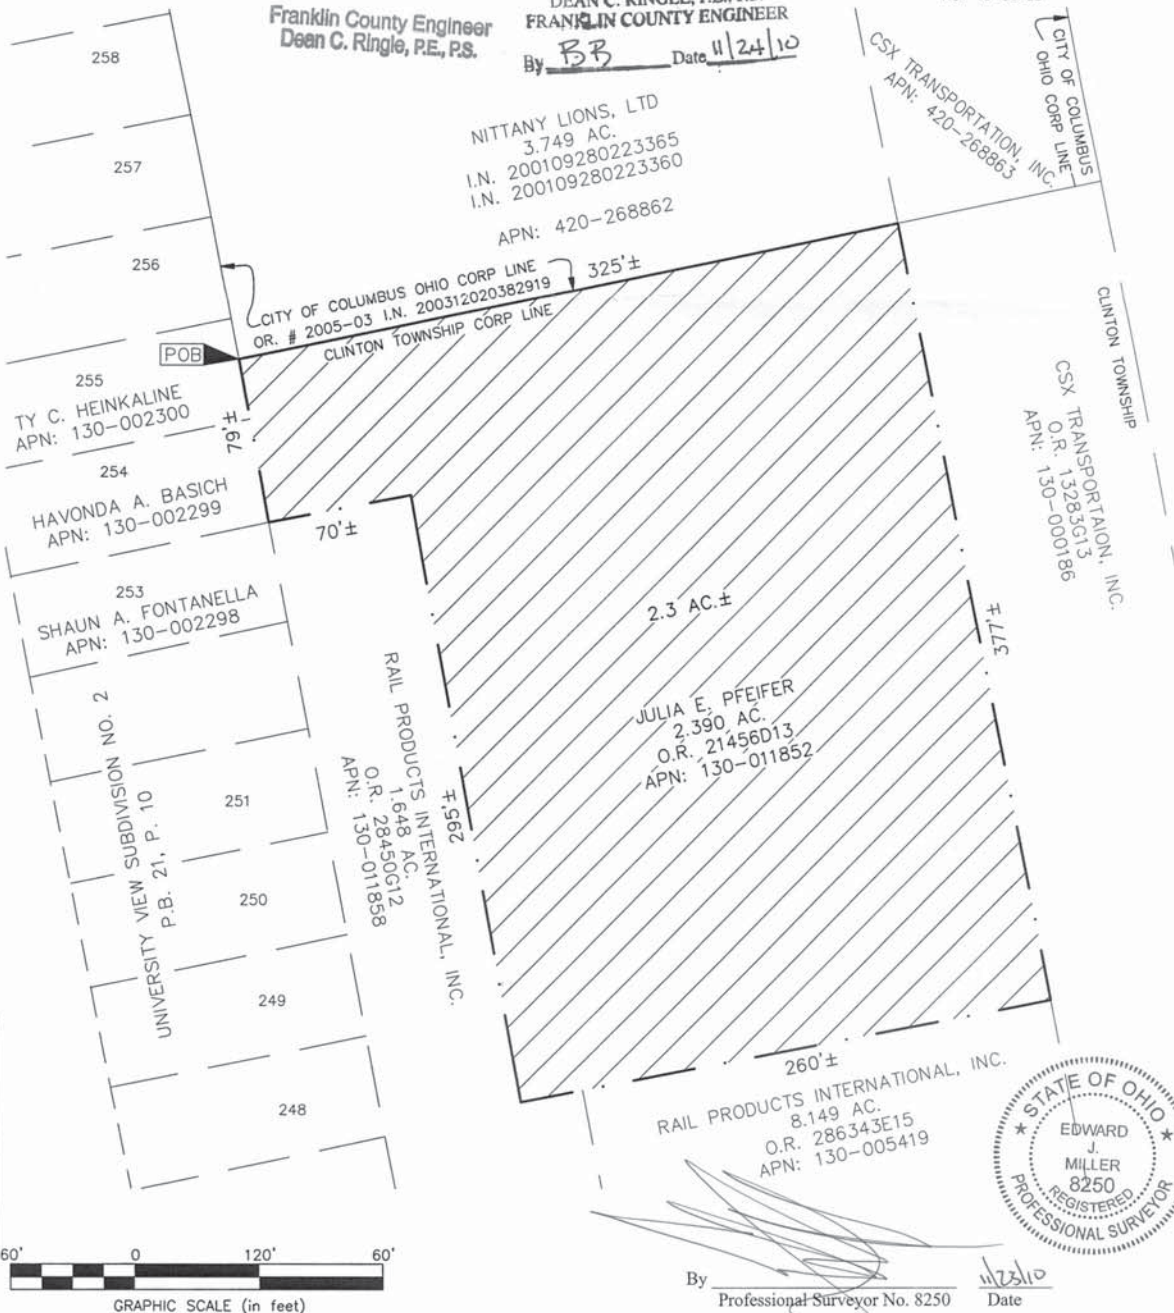 Franklin County Engineer
Dean C. Ringle, P.E., P.S.
DEAN C. RINGLE, P.E., P.S.
FRANKLIN COUNTY ENGINEER
By BB Date 11/24/10
258
257
256
NITTANY LIONS, LTD
3.749 AC.
I.N. 200109280223365
I.N. 200109280223360
APN: 420-268862
CSX TRANSPORTATION, INC.
APN: 420-268863
CITY OF COLUMBUS
OHIO CORP LINE
CITY OF COLUMBUS OHIO CORP LINE
OR. # 2005-03 I.N. 200312020382919
325'±
CLINTON TOWNSHIP CORP LINE
POB
CLINTON TOWNSHIP
255
TY C. HEINKALINE
APN: 130-002300
79'±
254
HAVONDA A. BASICH
APN: 130-002299
70'±
CSX TRANSPORTAION, INC.
O.R. 13283G13
APN: 130-000186
253
SHAUN A. FONTANELLA
APN: 130-002298
2.3 AC.±
377'±
JULIA E. PFEIFER
2.390 AC.
O.R. 21456D13
APN: 130-011852
RAIL PRODUCTS INTERNATIONAL, INC.
1.648 AC.
O.R. 28450G12
APN: 130-011858
295'±
UNIVERSITY VIEW SUBDIVISION NO. 2
P.B. 21, P. 10
251
250
249
248
260'±
RAIL PRODUCTS INTERNATIONAL, INC.
8.149 AC.
O.R. 286343E15
APN: 130-005419
STATE OF OHIO
EDWARD
J.
MILLER
8250
REGISTERED
PROFESSIONAL SURVEYOR
60' 0 120' 60'
GRAPHIC SCALE (in feet)
By 11/23/10
Professional Surveyor No. 8250 Date